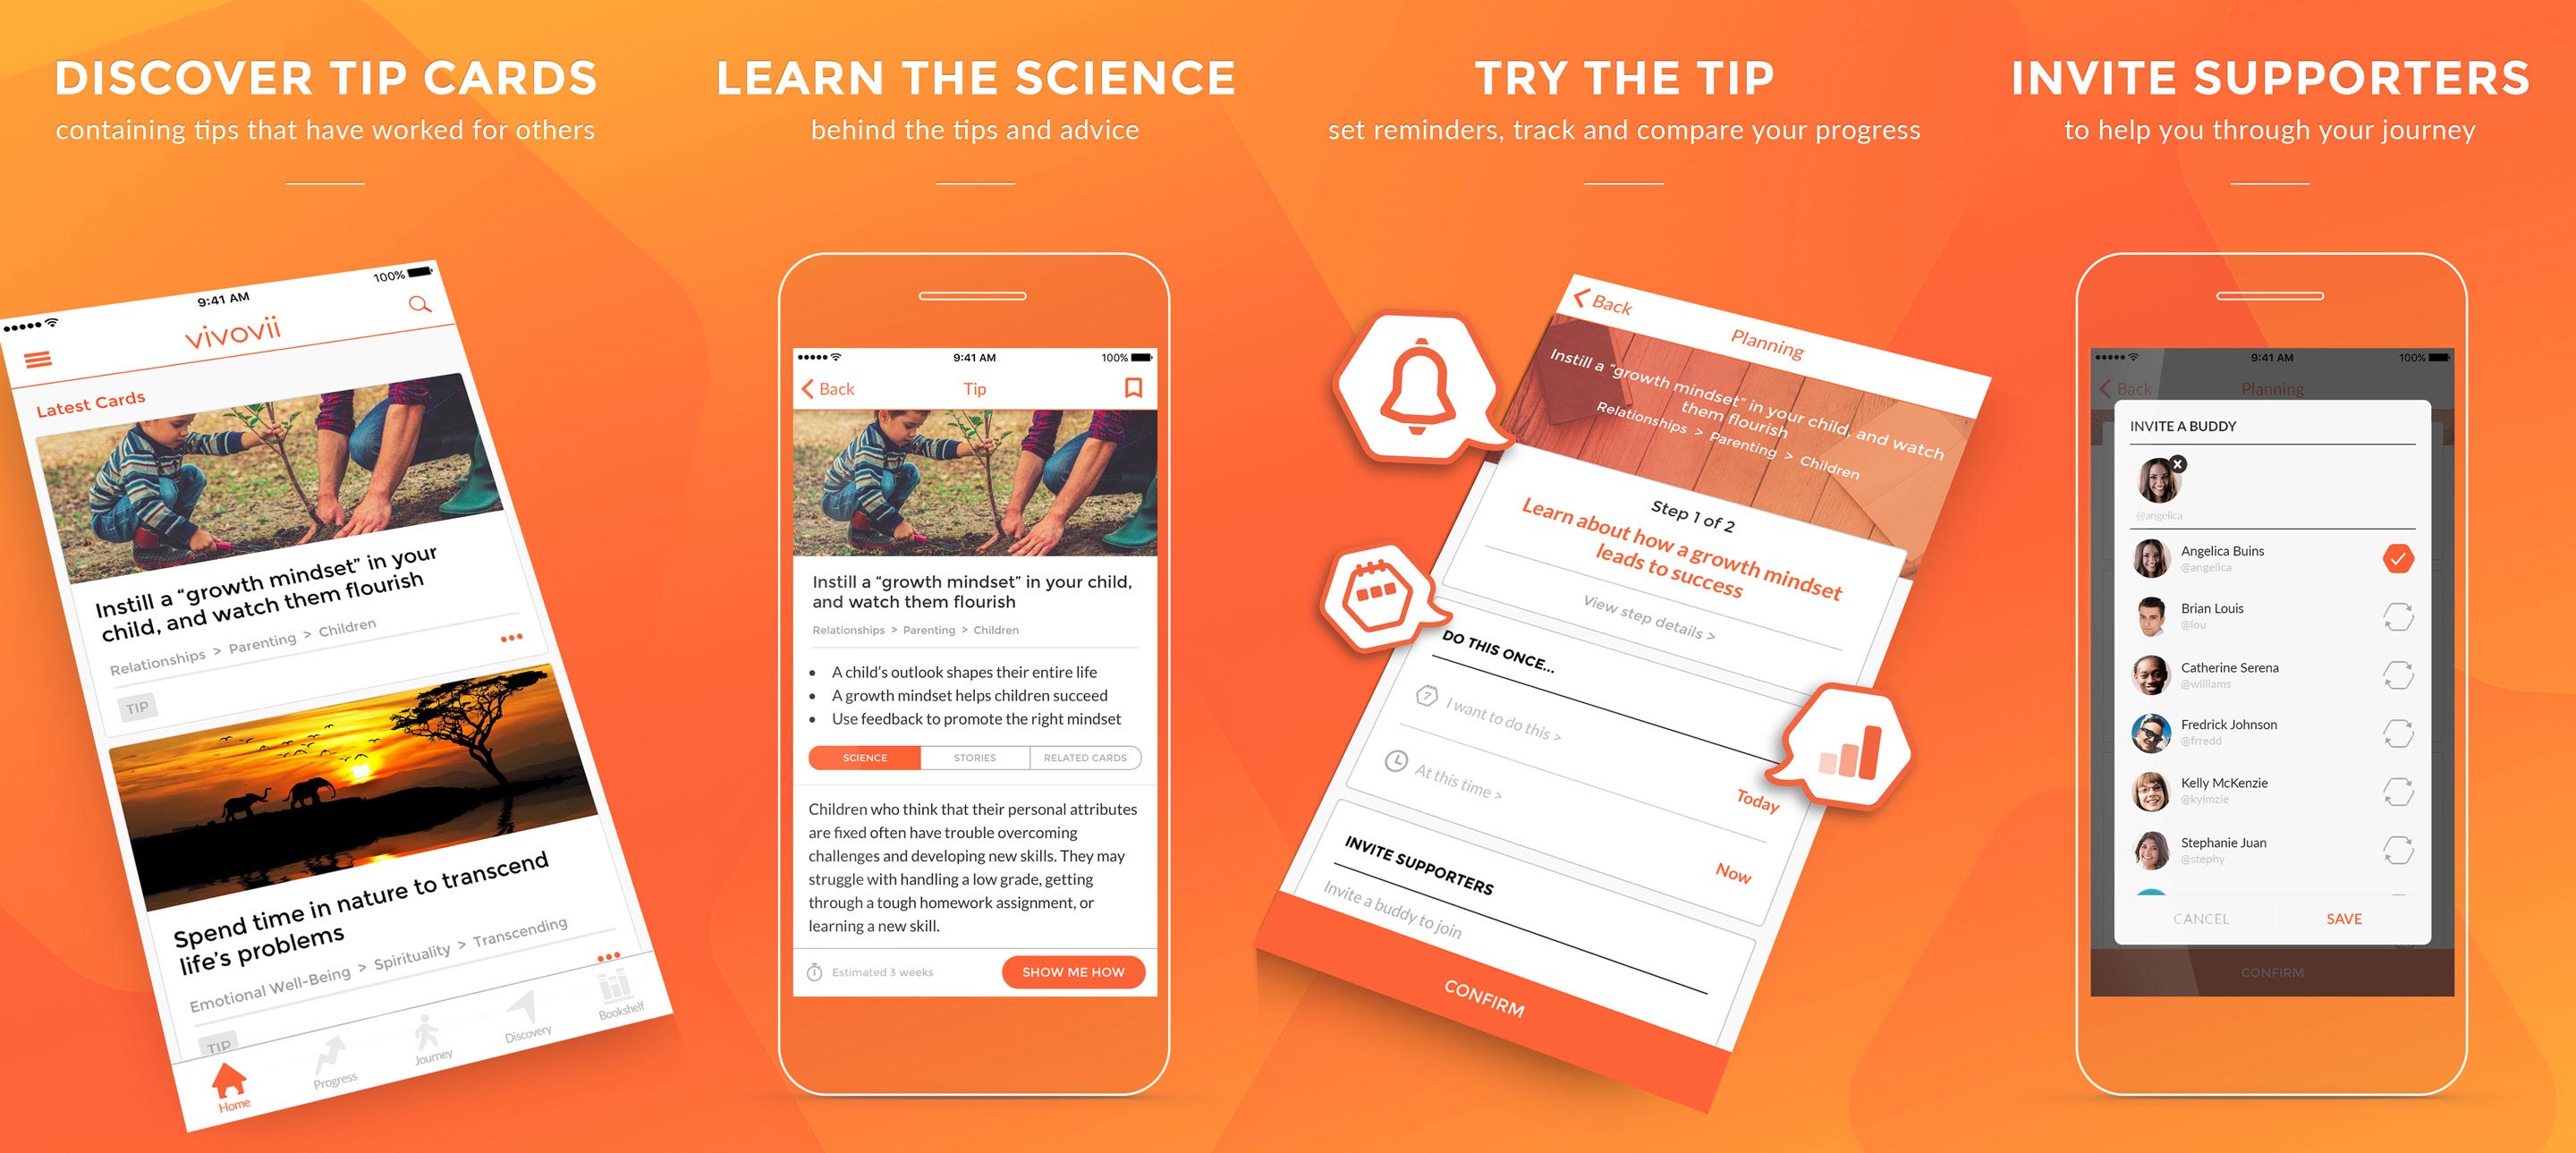 DISCOVER TIP CARDS
containing tips that have worked for others
100%
9:41 AM
vivovii
Latest Cards
Instill a “growth mindset” in your
child, and watch them flourish
Relationships > Parenting > Children
TIP
Spend time in nature to transcend
life’s problems
Emotional Well-Being > Spirituality > Transcending
TIP
Home
Progress
Journey
Discovery
Bookshelf
LEARN THE SCIENCE
behind the tips and advice
9:41 AM
100%
Back
Tip
Instill a “growth mindset” in your child,
and watch them flourish
Relationships > Parenting > Children
• A child’s outlook shapes their entire life
• A growth mindset helps children succeed
• Use feedback to promote the right mindset
SCIENCE
STORIES
RELATED CARDS
Children who think that their personal attributes
are fixed often have trouble overcoming
challenges and developing new skills. They may
struggle with handling a low grade, getting
through a tough homework assignment, or
learning a new skill.
Estimated 3 weeks
SHOW ME HOW
TRY THE TIP
set reminders, track and compare your progress
Back
Planning
Instill a “growth mindset” in your child, and watch
them flourish
Relationships > Parenting > Children
Step 1 of 2
Learn about how a growth mindset
leads to success
View step details >
DO THIS ONCE...
7
I want to do this >
Today
At this time >
Now
INVITE SUPPORTERS
Invite a buddy to join
CONFIRM
INVITE SUPPORTERS
to help you through your journey
9:41 AM
100%
Back
Planning
INVITE A BUDDY
@angelica
Angelica Buins
@angelica
Brian Louis
@lou
Catherine Serena
@williams
Fredrick Johnson
@frredd
Kelly McKenzie
@kylmzie
Stephanie Juan
@stephy
CANCEL
SAVE
CONFIRM